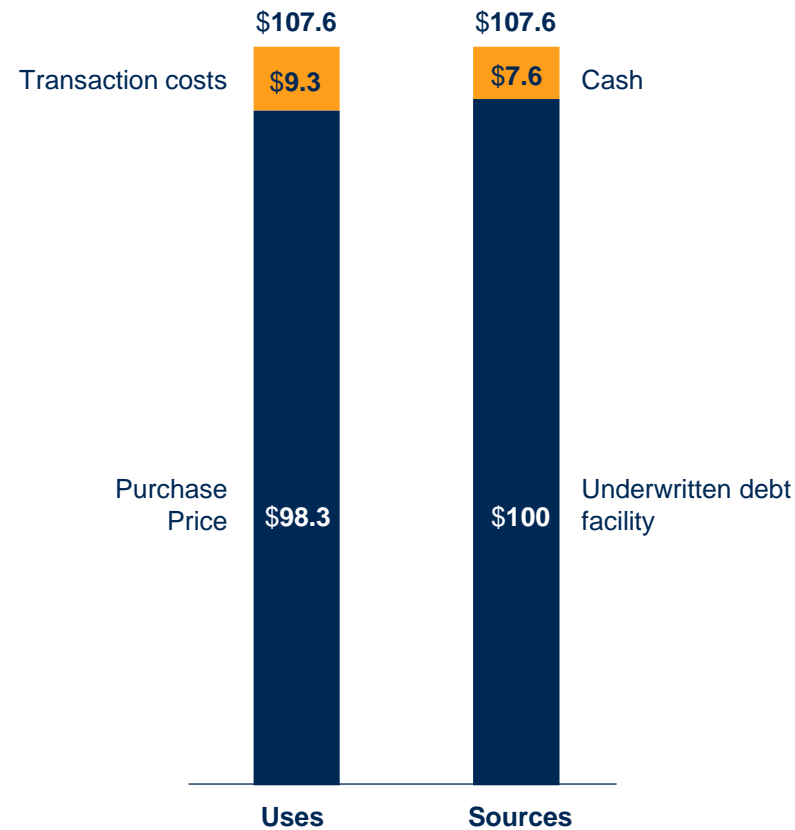 $107.6
$107.6
Transaction costs
$9.3
$7.6
Cash
Purchase
Price
$98.3
$100
Underwritten debt
facility
Uses
Sources